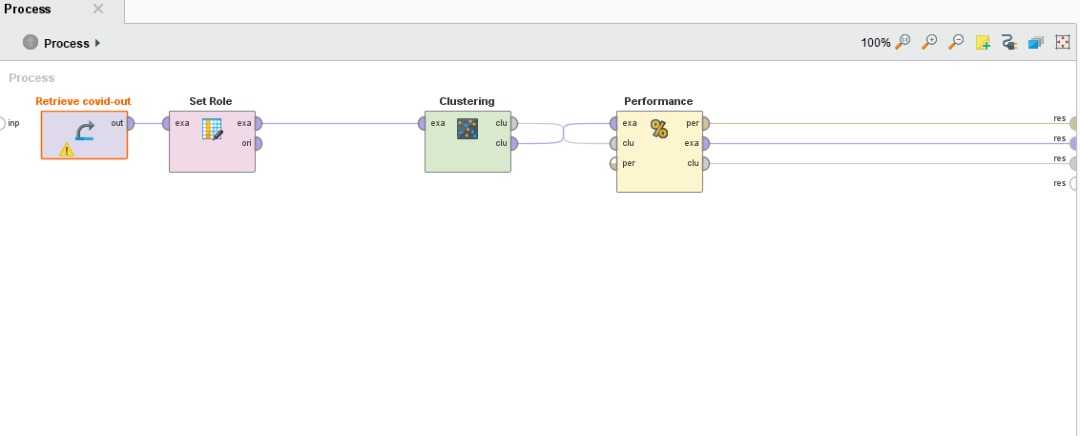 Process
Process
100%
Process
Retrieve covid-out
Set Role
Clustering
Performance
inp
out
exa
exa
ori
exa
clu
clu
exa
clu
per
per
exa
clu
res
res
res
res